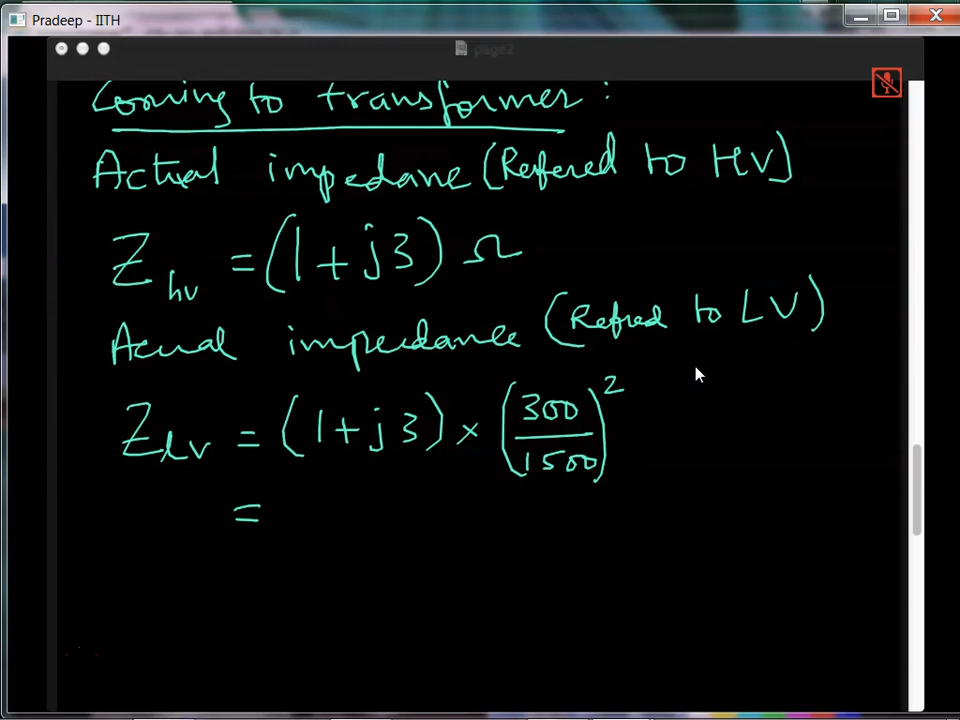 Pradeep - IITH
page2
Coming to transformer :
Actual impedane (Refered to HV)
Z_hv = (1+j3) Ω
Acual impedance (Refred to LV)
Z_lv = (1+j3) × (300/1500)²
=